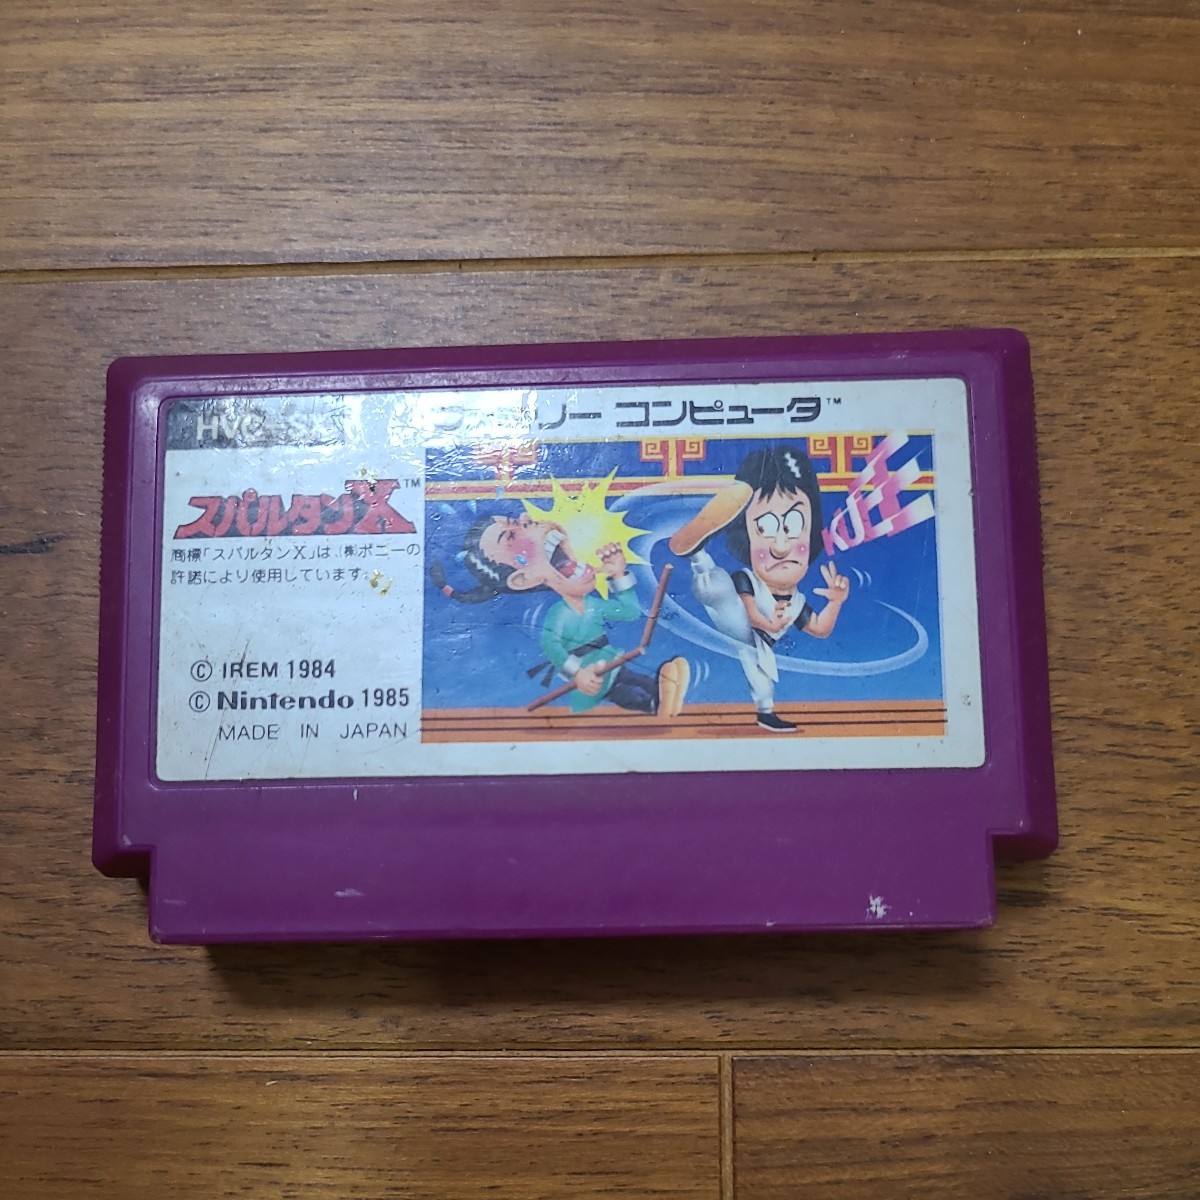 HVC-SX
ファミリー コンピュータ™
スパルタンX™
商標「スパルタンX」は、(株)ポニーの
許諾により使用しています。
© IREM 1984
© Nintendo 1985
MADE IN JAPAN
KUEEE